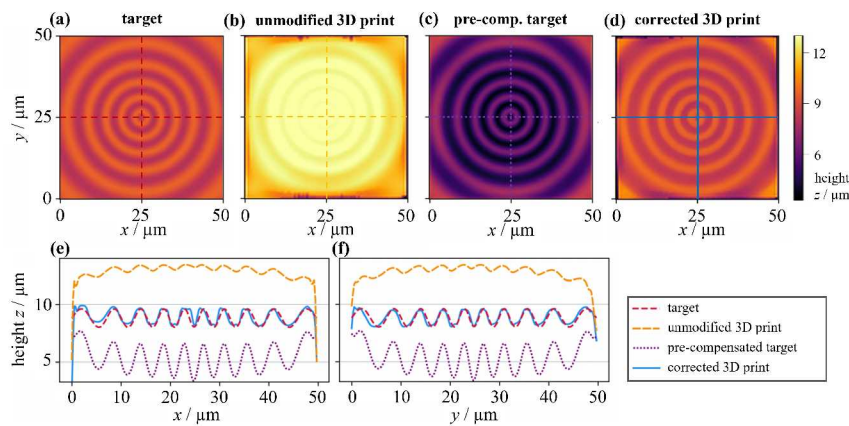 (a) target (b) unmodified 3D print (c) pre-comp. target (d) corrected 3D print
50
25
0
y / µm
0 25 50 0 25 50 0 25 50 0 25 50
x / µm x / µm x / µm x / µm
12
9
6
height
z / µm
(e) (f)
height z / µm
10
5
0 10 20 30 40 50 0 10 20 30 40 50
x / µm y / µm
target
unmodified 3D print
pre-compensated target
corrected 3D print